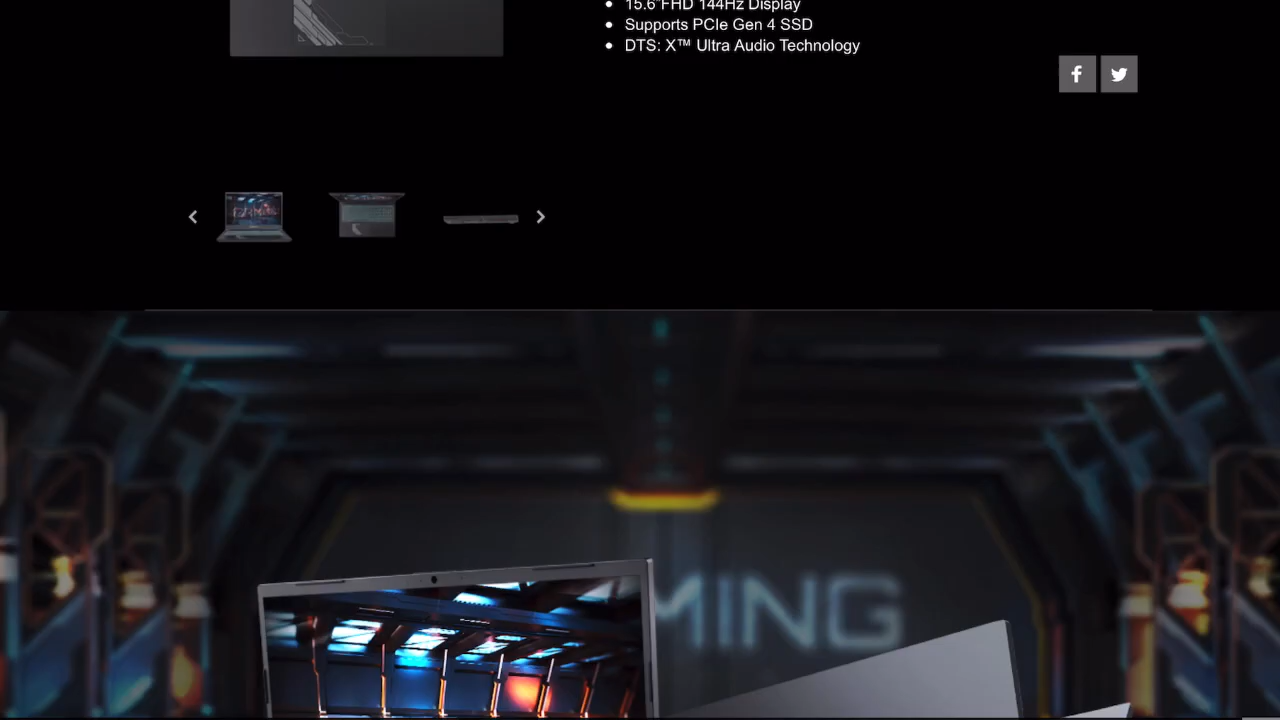 15.6”FHD 144Hz Display
Supports PCIe Gen 4 SSD
DTS: X™ Ultra Audio Technology
MING